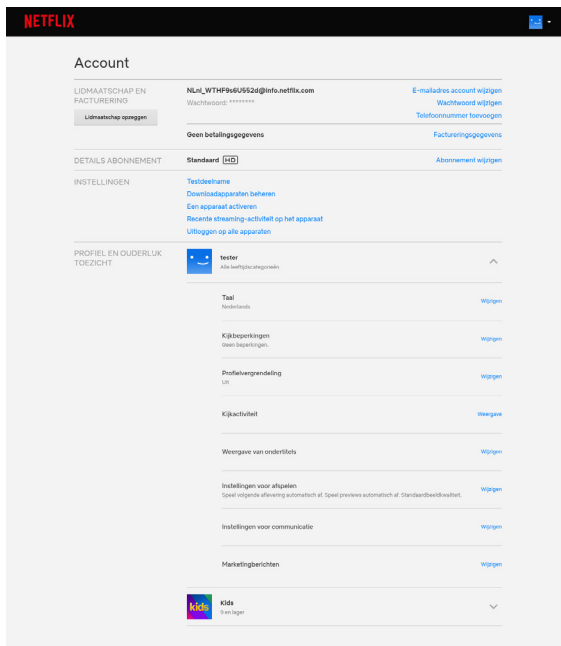 NETFLIX
Account
LIDMAATSCHAP EN
FACTURERING
Lidmaatschap opzeggen
NLnl_WTHF9s6U552d@info.netflix.com
Wachtwoord: ********
E-mailadres account wijzigen
Wachtwoord wijzigen
Telefoonnummer toevoegen
Geen betalingsgegevens
Factureringsgegevens
DETAILS ABONNEMENT
Standaard HD
Abonnement wijzigen
INSTELLINGEN
Testdeelname
Downloadapparaten beheren
Een apparaat activeren
Recente streaming-activiteit op het apparaat
Uitloggen op alle apparaten
PROFIEL EN OUDERLIJK
TOEZICHT
tester
Alle leeftijdscategorieën
Taal
Nederlands
Wijzigen
Kijkbeperkingen
Geen beperkingen.
Wijzigen
Profielvergrendeling
Uit
Wijzigen
Kijkactiviteit
Weergave
Weergave van ondertitels
Wijzigen
Instellingen voor afspelen
Speel volgende aflevering automatisch af. Speel previews automatisch af. Standaardbeeldkwaliteit.
Wijzigen
Instellingen voor communicatie
Wijzigen
Marketingberichten
Wijzigen
kids
Kids
9 en lager